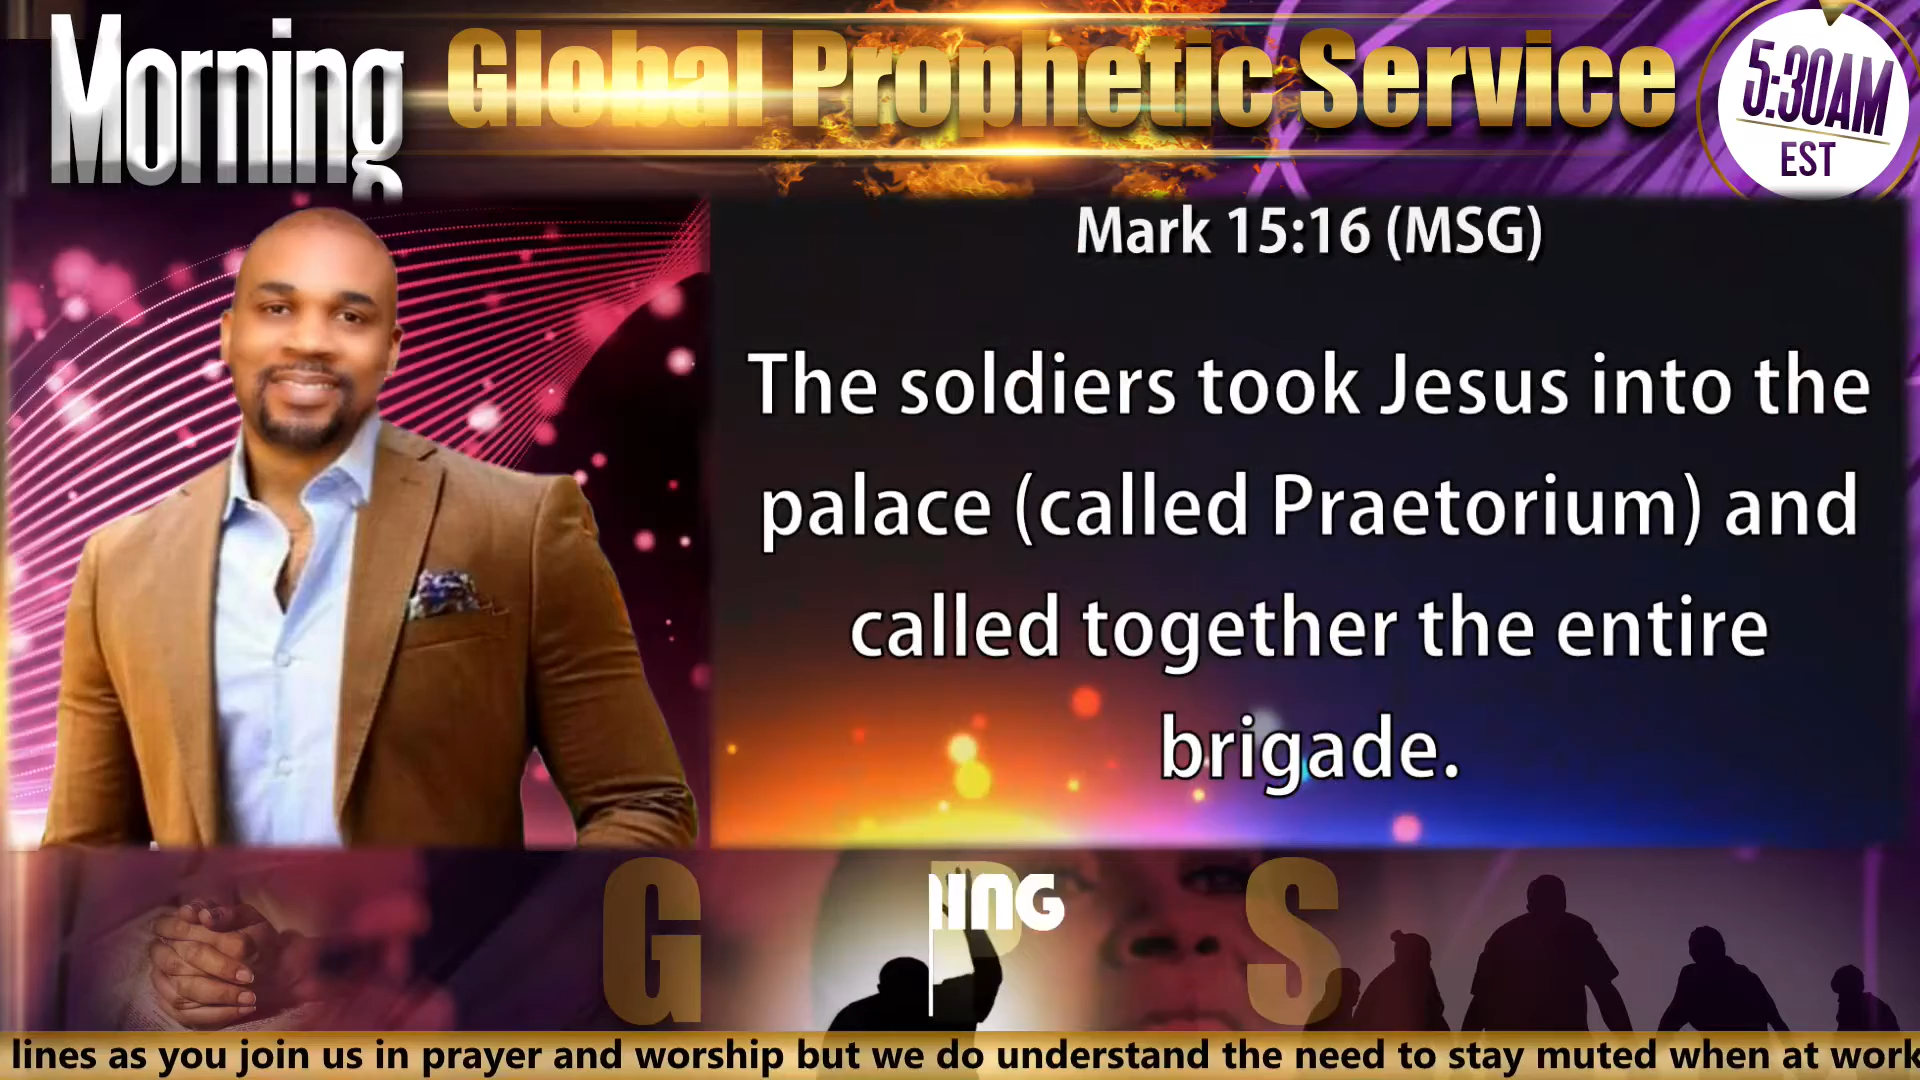 Morning
Global Prophetic Service
5:30AM
EST
Mark 15:16 (MSG)
The soldiers took Jesus into the
palace (called Praetorium) and
called together the entire
brigade.
G P S
ING
lines as you join us in prayer and worship but we do understand the need to stay muted when at work